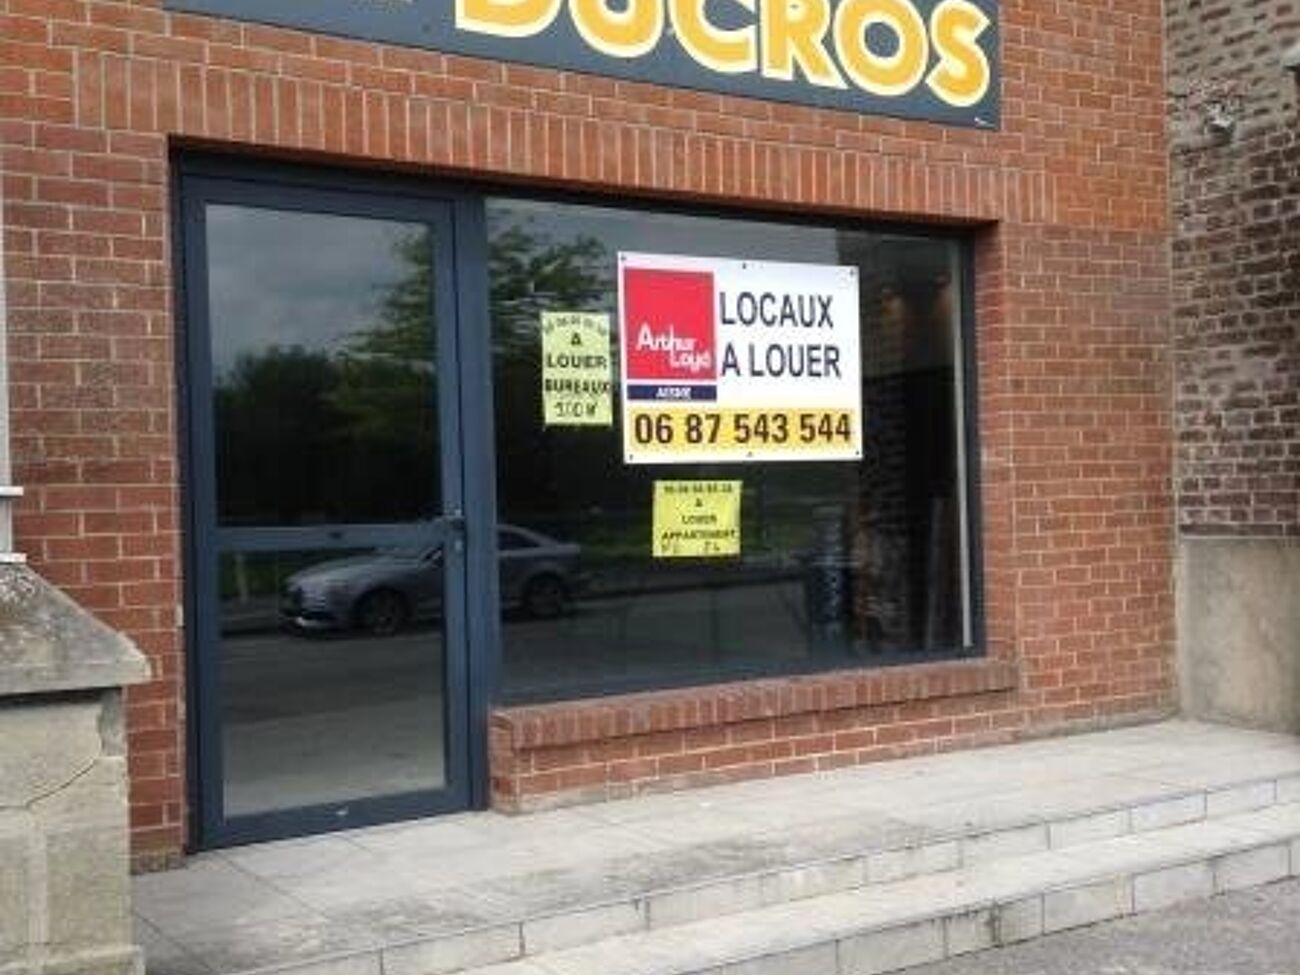 DUCROS
LOCAUX
A LOUER
Arthur
Loyd
06 87 543 544
A
LOUER
BUREAUX
A
LOUER
APPARTEMENT